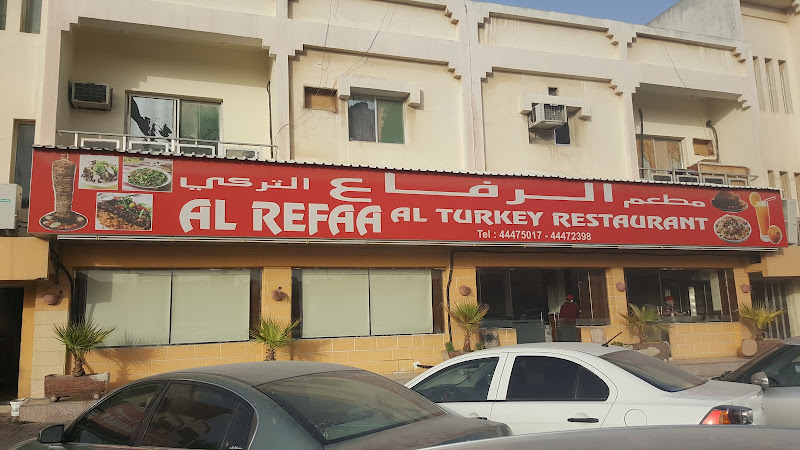 مطعم الرفاع التركي
AL REFAA AL TURKEY RESTAURANT
Tel : 44475017 - 44472398